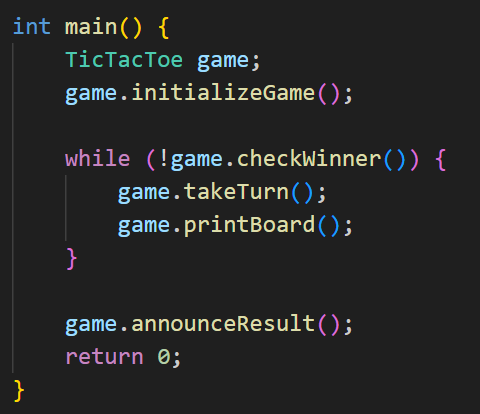 int main() {
    TicTacToe game;
    game.initializeGame();

    while (!game.checkWinner()) {
        game.takeTurn();
        game.printBoard();
    }

    game.announceResult();
    return 0;
}